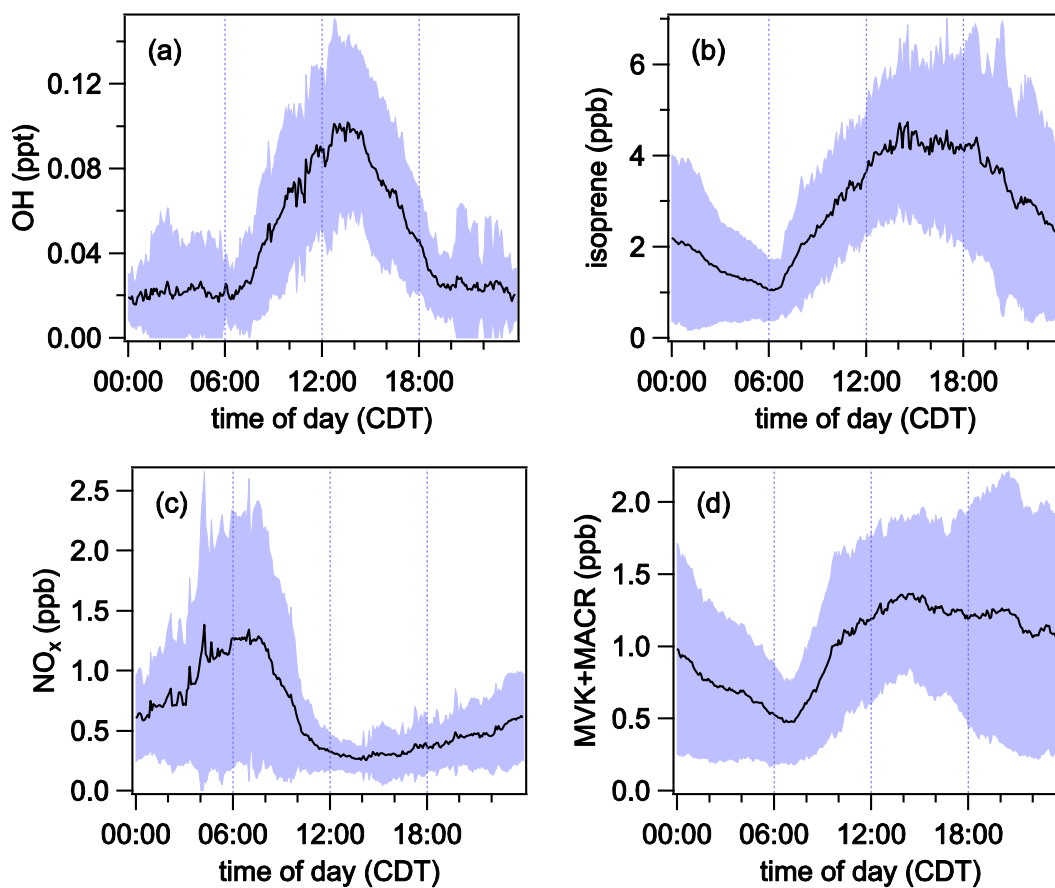 (a)
OH (ppt)
0.12
0.08
0.04
0.00
00:00 06:00 12:00 18:00
time of day (CDT)
(b)
isoprene (ppb)
6
4
2
0
00:00 06:00 12:00 18:00
time of day (CDT)
(c)
NOx (ppb)
2.5
2.0
1.5
1.0
0.5
0.0
00:00 06:00 12:00 18:00
time of day (CDT)
(d)
MVK+MACR (ppb)
2.0
1.5
1.0
0.5
0.0
00:00 06:00 12:00 18:00
time of day (CDT)